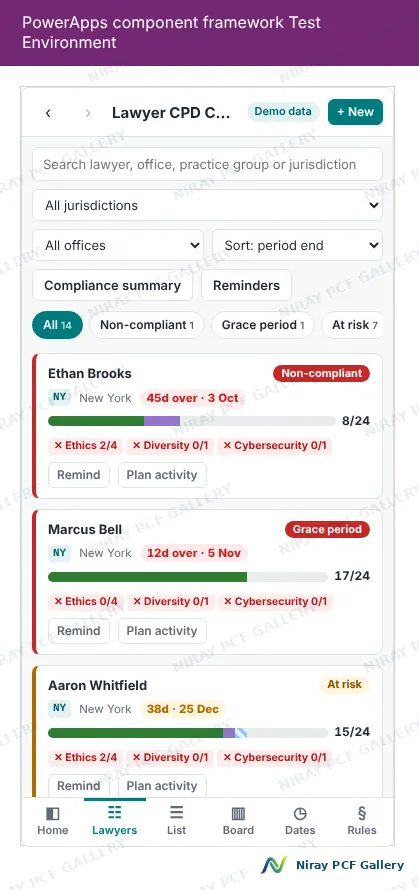 PowerApps component framework Test
Environment
‹ › Lawyer CPD C... Demo data + New
Search lawyer, office, practice group or jurisdiction
All jurisdictions
All offices Sort: period end
Compliance summary Reminders
All 14 Non-compliant 1 Grace period 1 At risk 7
Ethan Brooks Non-compliant
NY New York 45d over · 3 Oct
8/24
✕ Ethics 2/4 ✕ Diversity 0/1 ✕ Cybersecurity 0/1
Remind Plan activity
Marcus Bell Grace period
NY New York 12d over · 5 Nov
17/24
✕ Ethics 0/4 ✕ Diversity 0/1 ✕ Cybersecurity 0/1
Remind Plan activity
Aaron Whitfield At risk
NY New York 38d · 25 Dec
15/24
✕ Ethics 2/4 ✕ Diversity 0/1 ✕ Cybersecurity 0/1
Remind Plan activity
Home Lawyers List Board Dates § Rules
Niray PCF Gallery
NIRAY PCF GALLERY